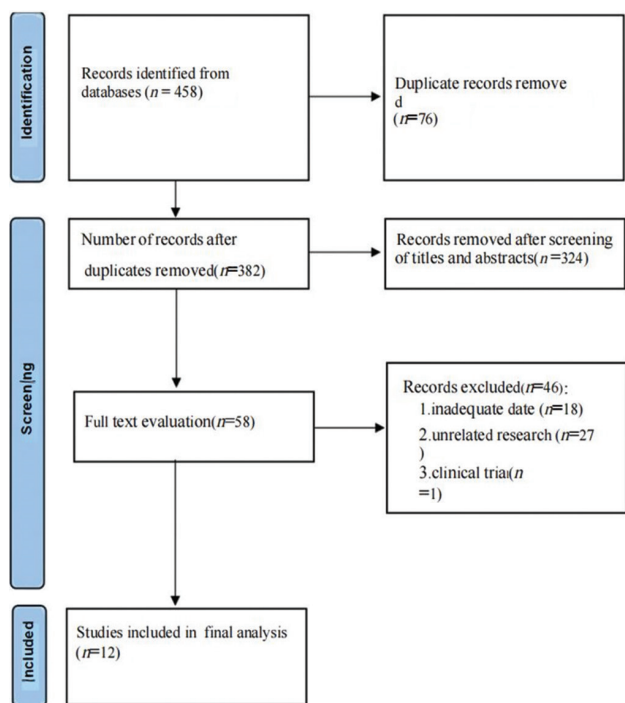 Identification
Records identified from
databases (n = 458)
Duplicate records remove
d
(n=76)
Screening
Number of records after
duplicates removed(n=382)
Records removed after screening
of titles and abstracts(n=324)
Full text evaluation(n=58)
Records excluded(n=46):
1.inadequate date (n=18)
2.unrelated research (n=27
)
3.clinical trial(n
=1)
Included
Studies included in final analysis
(n=12)